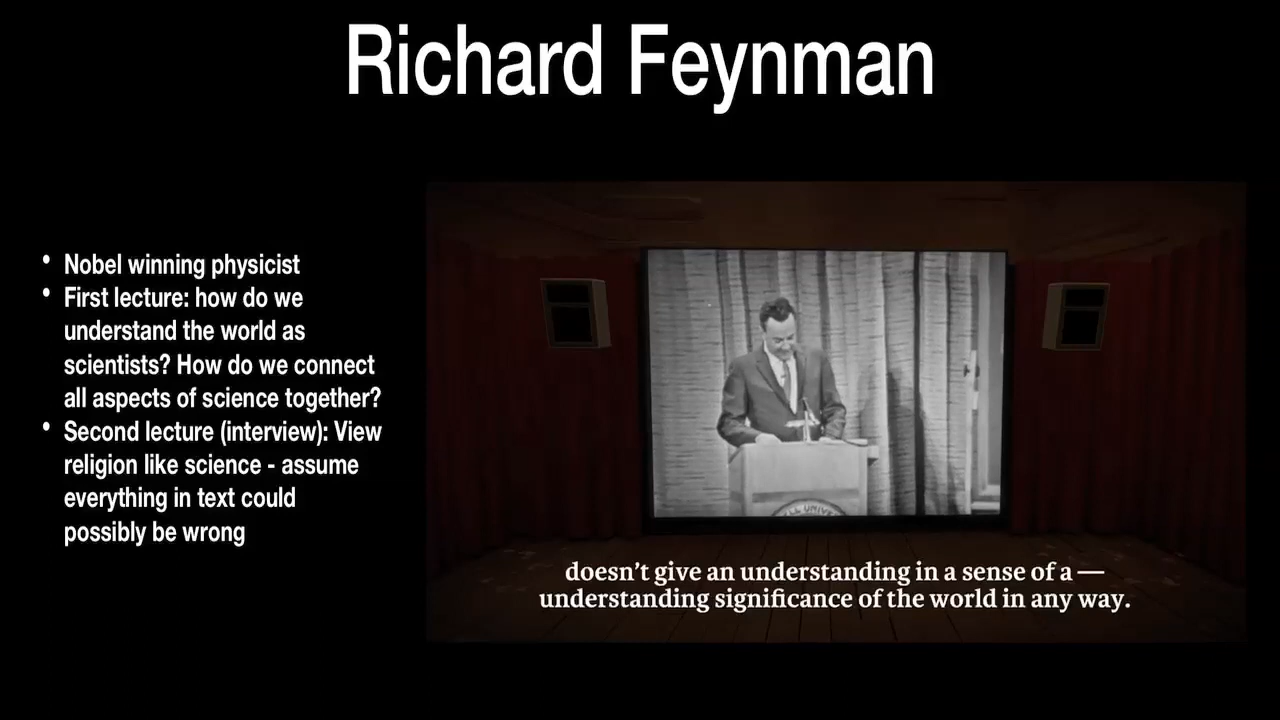 Richard Feynman
• Nobel winning physicist
• First lecture: how do we
understand the world as
scientists? How do we connect
all aspects of science together?
• Second lecture (interview): View
religion like science - assume
everything in text could
possibly be wrong
doesn’t give an understanding in a sense of a —
understanding significance of the world in any way.